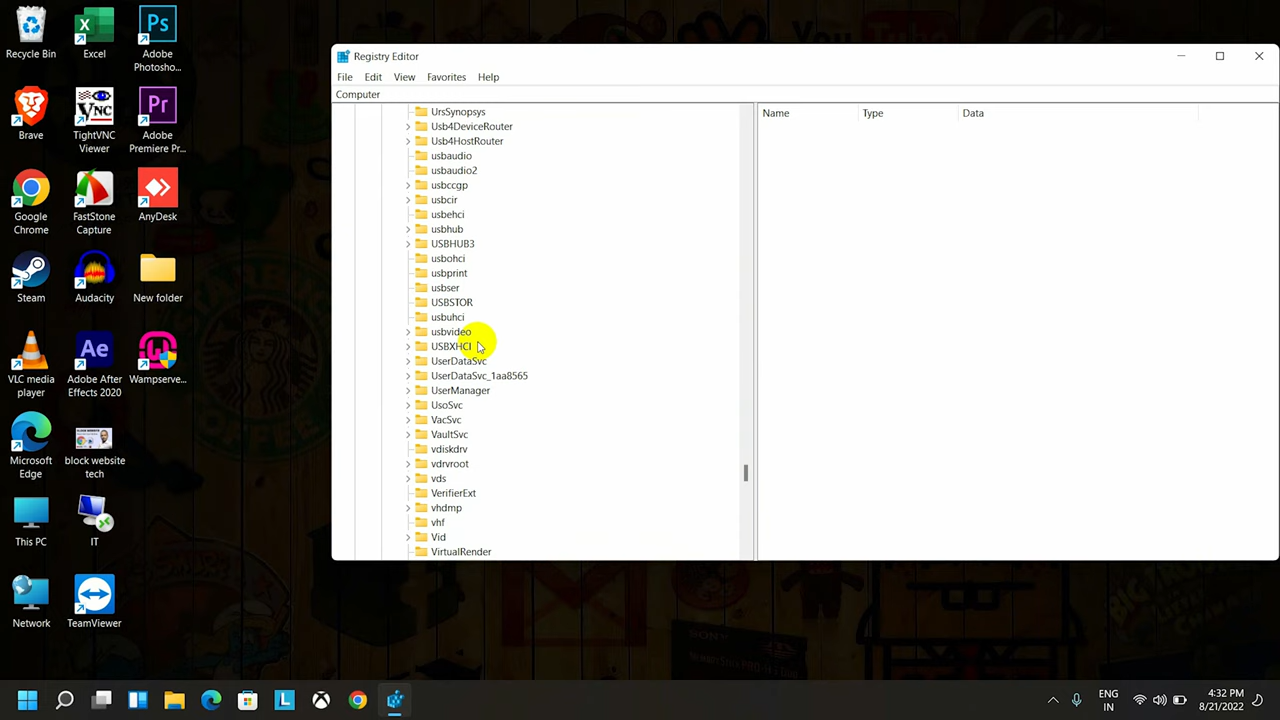 Recycle Bin
Excel
Adobe
Photosho...
Brave
TightVNC
Viewer
Adobe
Premiere Pr...
Google
Chrome
FastStone
Capture
AnyDesk
Steam
Audacity
New folder
VLC media
player
Adobe After
Effects 2020
Wampserve...
Microsoft
Edge
block website
tech
This PC
IT
Network
TeamViewer
Registry Editor
File Edit View Favorites Help
Computer
UrsSynopsys
Usb4DeviceRouter
Usb4HostRouter
usbaudio
usbaudio2
usbccgp
usbcir
usbehci
usbhub
USBHUB3
usbohci
usbprint
usbser
USBSTOR
usbuhci
usbvideo
USBXHCI
UserDataSvc
UserDataSvc_1aa8565
UserManager
UsoSvc
VacSvc
VaultSvc
vdiskdrv
vdrvroot
vds
VerifierExt
vhdmp
vhf
Vid
VirtualRender
Name Type Data
ENG
IN
4:32 PM
8/21/2022